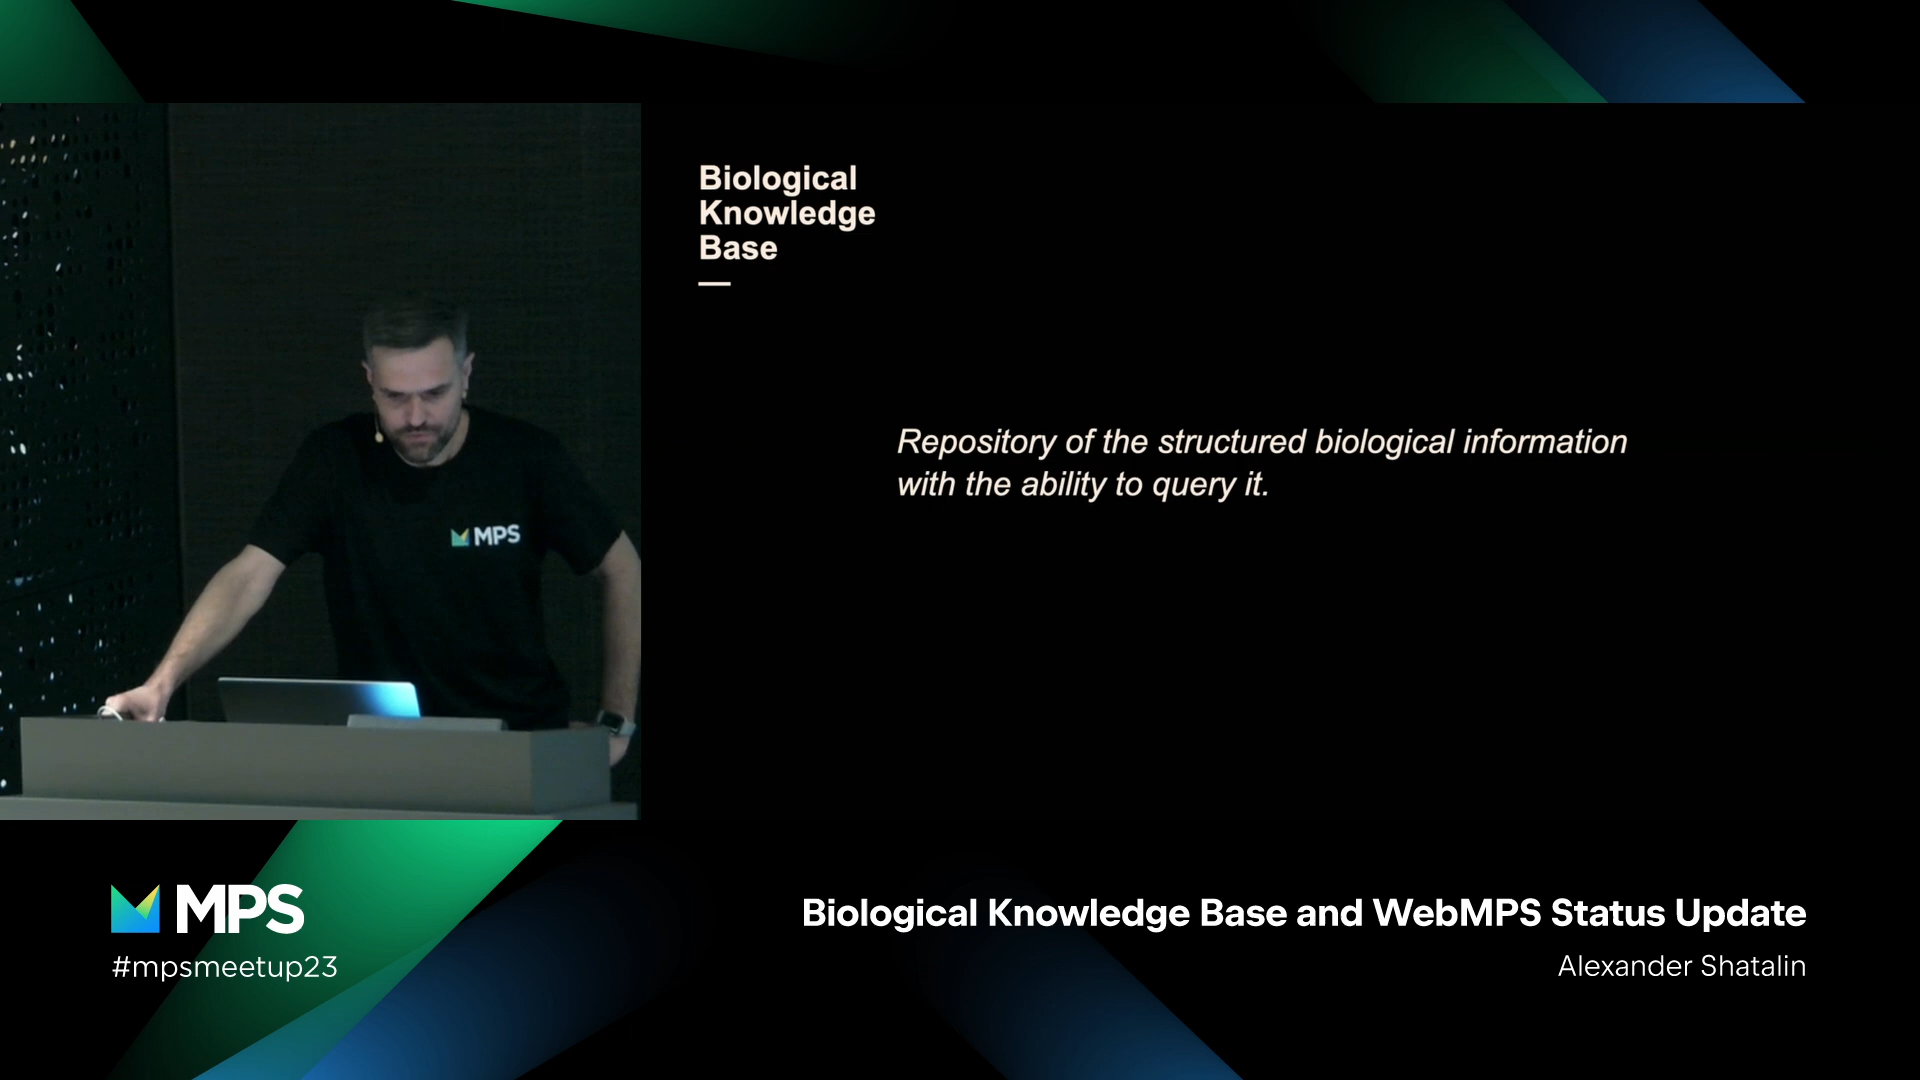 Biological
Knowledge
Base
Repository of the structured biological information
with the ability to query it.
MPS
MPS
#mpsmeetup23
Biological Knowledge Base and WebMPS Status Update
Alexander Shatalin